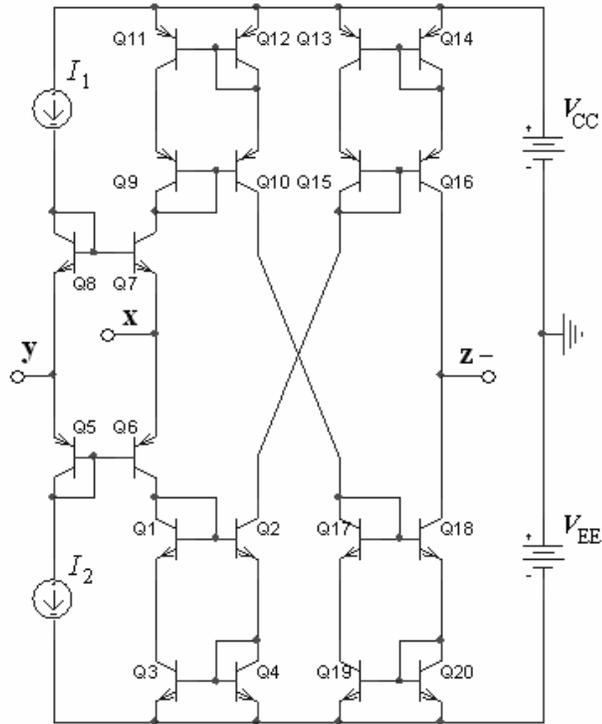 Q11 Q12 Q13 Q14
I1
+ VCC
-
Q9 Q10 Q15 Q16
Q8 Q7
x
y z –
Q5 Q6
Q1 Q2 Q17 Q18
+ VEE
-
I2
Q3 Q4 Q19 Q20